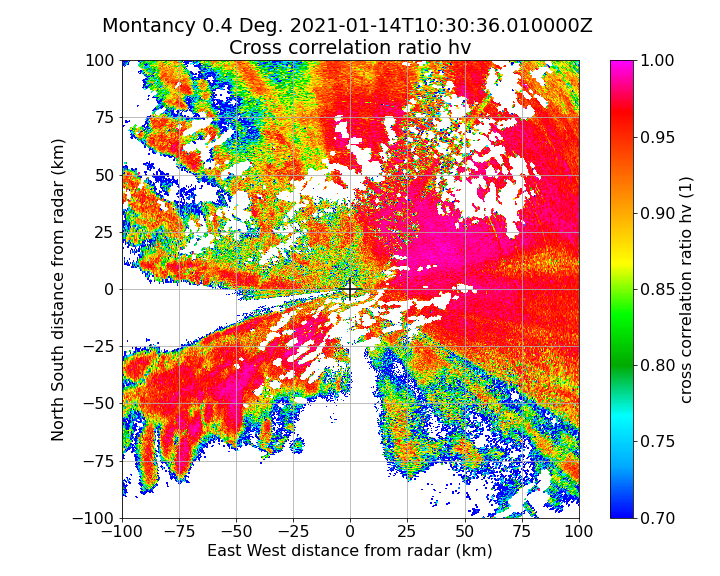 Montancy 0.4 Deg. 2021-01-14T10:30:36.010000Z
Cross correlation ratio hv
100
75
50
25
0
−25
−50
−75
−100
−100 −75 −50 −25 0 25 50 75 100
East West distance from radar (km)
North South distance from radar (km)
1.00
0.95
0.90
0.85
0.80
0.75
0.70
cross correlation ratio hv (1)